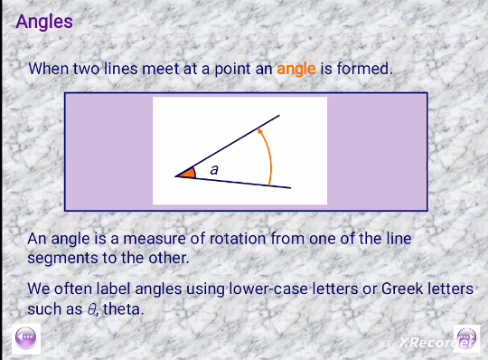 Angles
When two lines meet at a point an angle is formed.
a
An angle is a measure of rotation from one of the line
segments to the other.
We often label angles using lower-case letters or Greek letters
such as θ, theta.
XRecorder